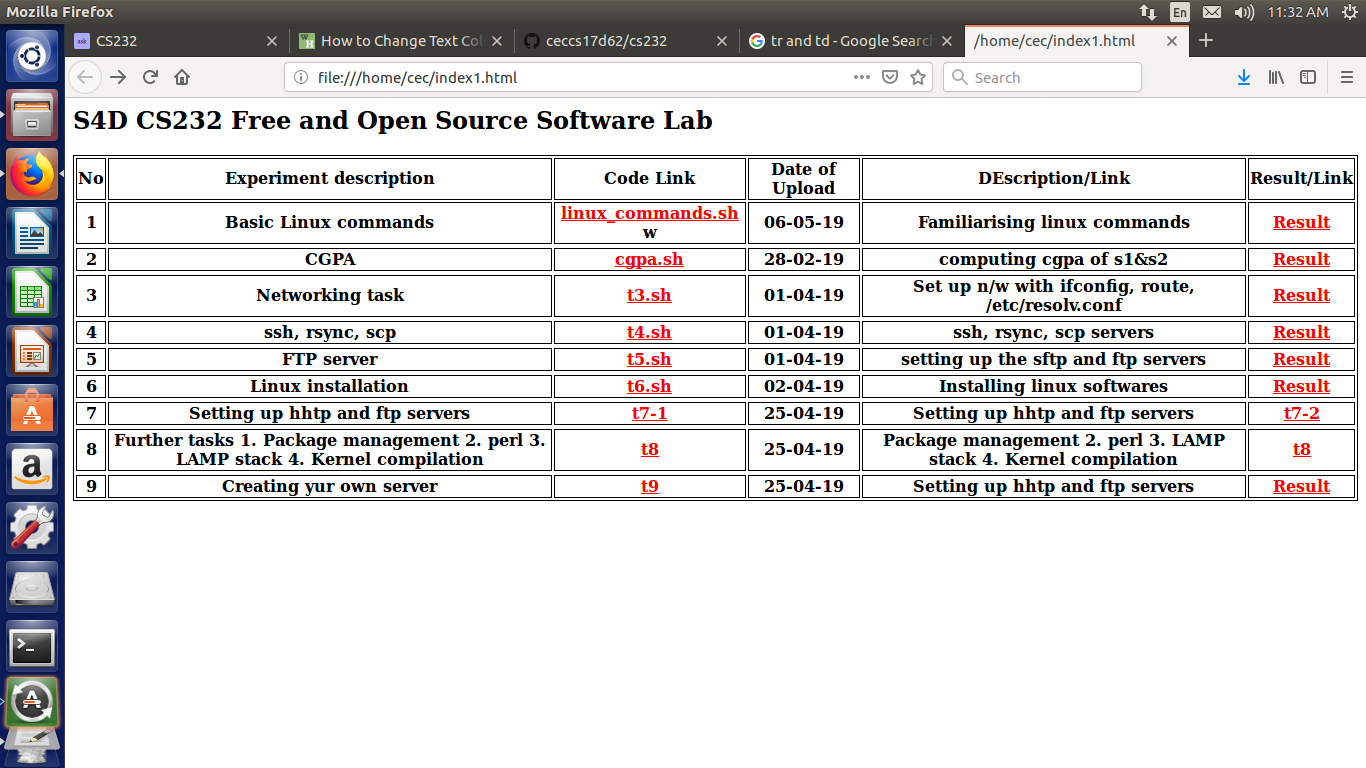 Mozilla Firefox
En
11:32 AM
CS232
How to Change Text Col
ceccs17d62/cs232
tr and td - Google Search
/home/cec/index1.html
file:///home/cec/index1.html
Search
S4D CS232 Free and Open Source Software Lab
No Experiment description Code Link Date of Upload DEscription/Link Result/Link
1 Basic Linux commands linux_commands.sh w 06-05-19 Familiarising linux commands Result
2 CGPA cgpa.sh 28-02-19 computing cgpa of s1&s2 Result
3 Networking task t3.sh 01-04-19 Set up n/w with ifconfig, route, /etc/resolv.conf Result
4 ssh, rsync, scp t4.sh 01-04-19 ssh, rsync, scp servers Result
5 FTP server t5.sh 01-04-19 setting up the sftp and ftp servers Result
6 Linux installation t6.sh 02-04-19 Installing linux softwares Result
7 Setting up hhtp and ftp servers t7-1 25-04-19 Setting up hhtp and ftp servers t7-2
8 Further tasks 1. Package management 2. perl 3. LAMP stack 4. Kernel compilation t8 25-04-19 Package management 2. perl 3. LAMP stack 4. Kernel compilation t8
9 Creating yur own server t9 25-04-19 Setting up hhtp and ftp servers Result